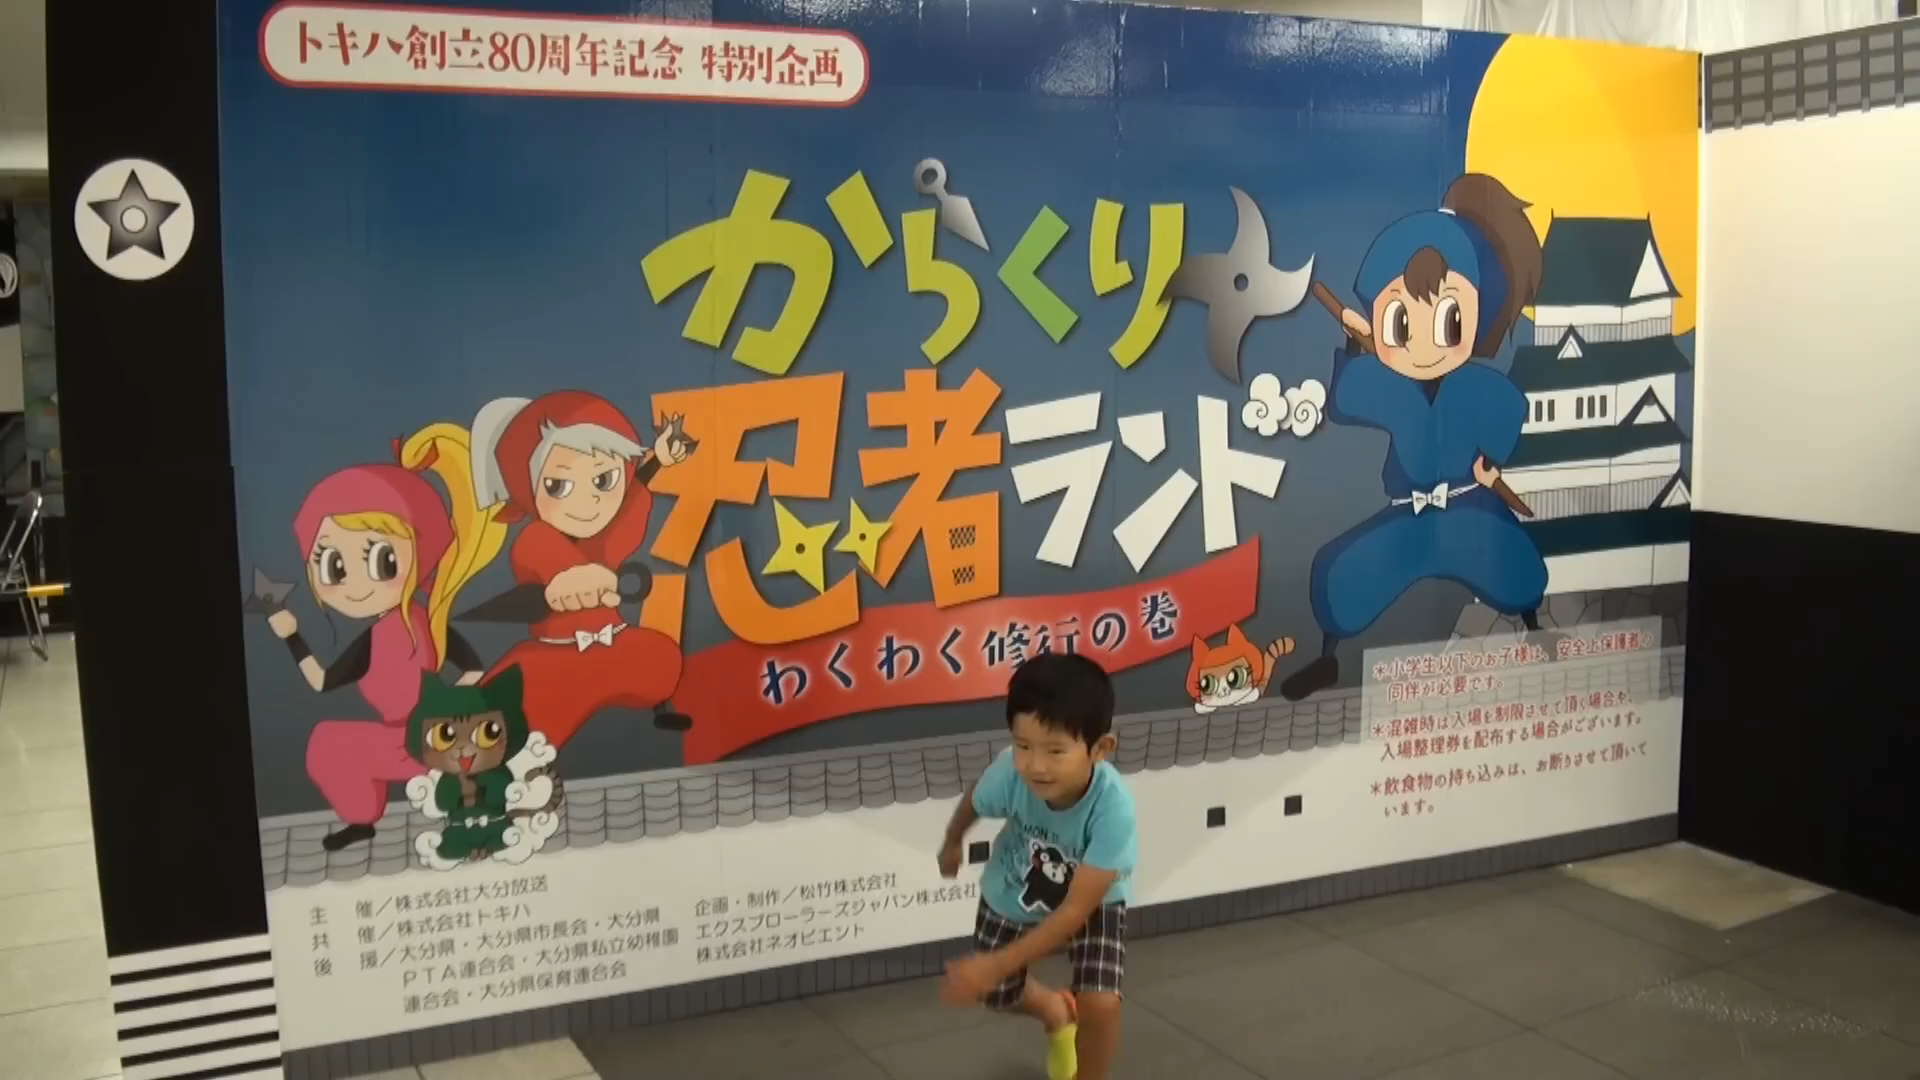 トキハ創立80周年記念 特別企画
からくり
忍者ランド
わくわく修行の巻
＊小学生以下のお子様は、安全上保護者の
同伴が必要です。
＊混雑時は入場を制限させて頂く場合や、
入場整理券を配布する場合がございます。
＊飲食物の持ち込みは、お断りさせて頂いて
います。
主 催／株式会社大分放送
共 催／株式会社トキハ
後 援／大分県・大分県市長会・大分県
PTA連合会・大分県私立幼稚園
連合会・大分県保育連合会
企画・制作／松竹株式会社
エクスプローラーズジャパン株式会社
株式会社ネオビエント